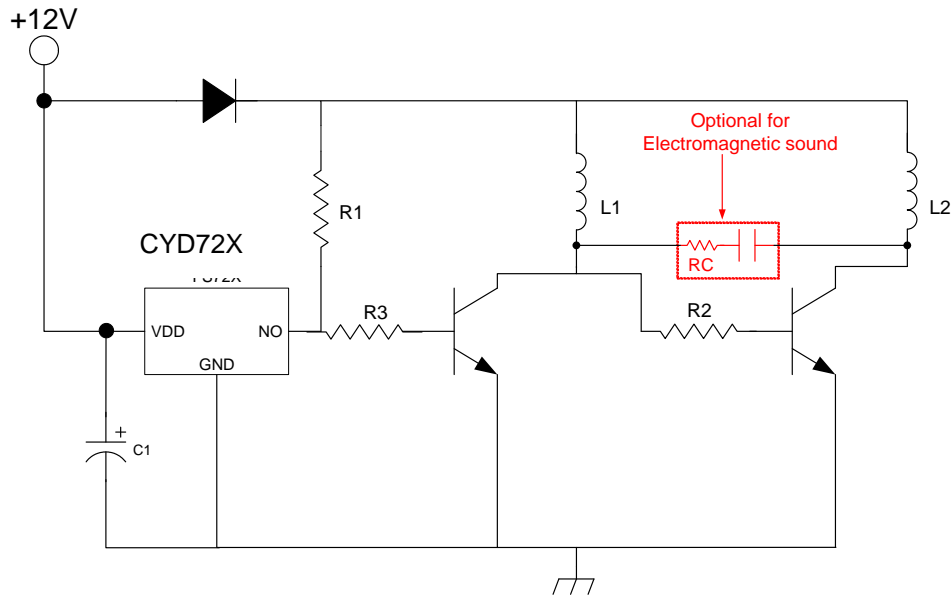 +12V
Optional for
Electromagnetic sound
R1
L1
L2
CYD72X
RC
R3
R2
VDD
NO
GND
+
C1